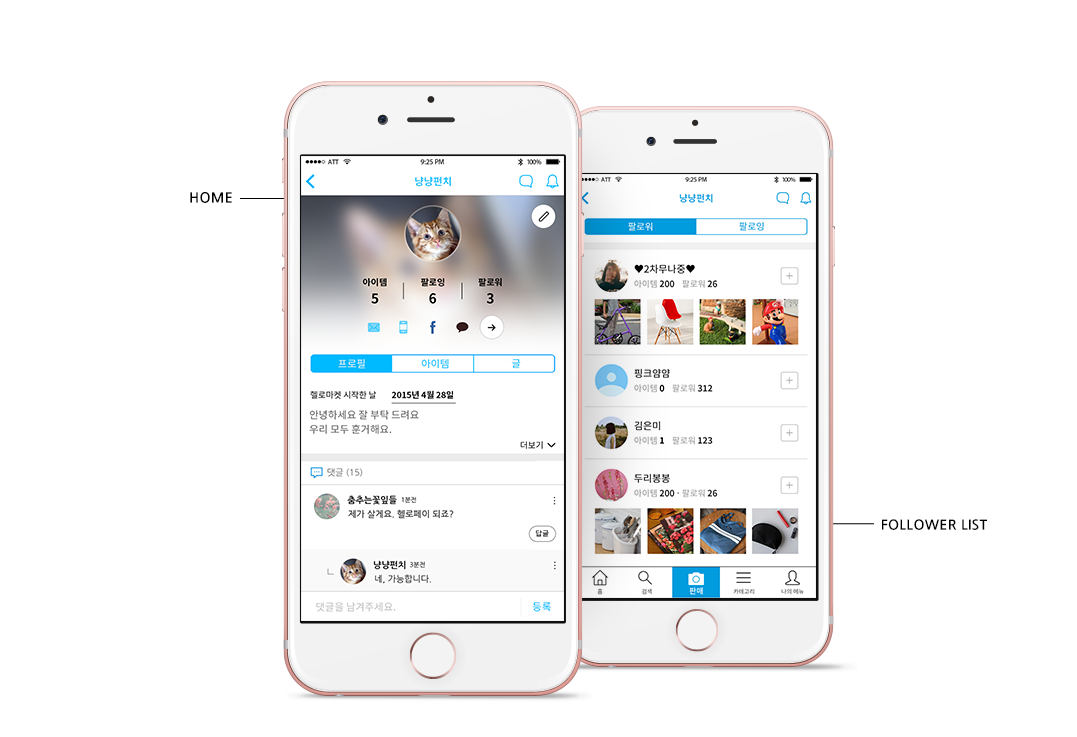 HOME
ATT
9:25 PM
100%
냥냥펀치
아이템
팔로잉
팔로워
5
6
3
프로필
아이템
글
헬로마켓 시작한 날
2015년 4월 28일
안녕하세요 잘 부탁 드려요
우리 모두 훈거해요.
더보기
댓글 (15)
춤추는꽃잎들 1분전
제가 살게요. 헬로페이 되죠?
답글
냥냥펀치 3분전
네, 가능합니다.
댓글을 남겨주세요.
등록
ATT
9:25 PM
100%
냥냥펀치
팔로워
팔로잉
♥2차무나중♥
아이템 200 팔로워 26
핑크얌얌
아이템 0 팔로워 312
김은미
아이템 1 팔로워 123
두리봉봉
아이템 200 · 팔로워 26
홈
검색
판매
카테고리
나의 메뉴
FOLLOWER LIST